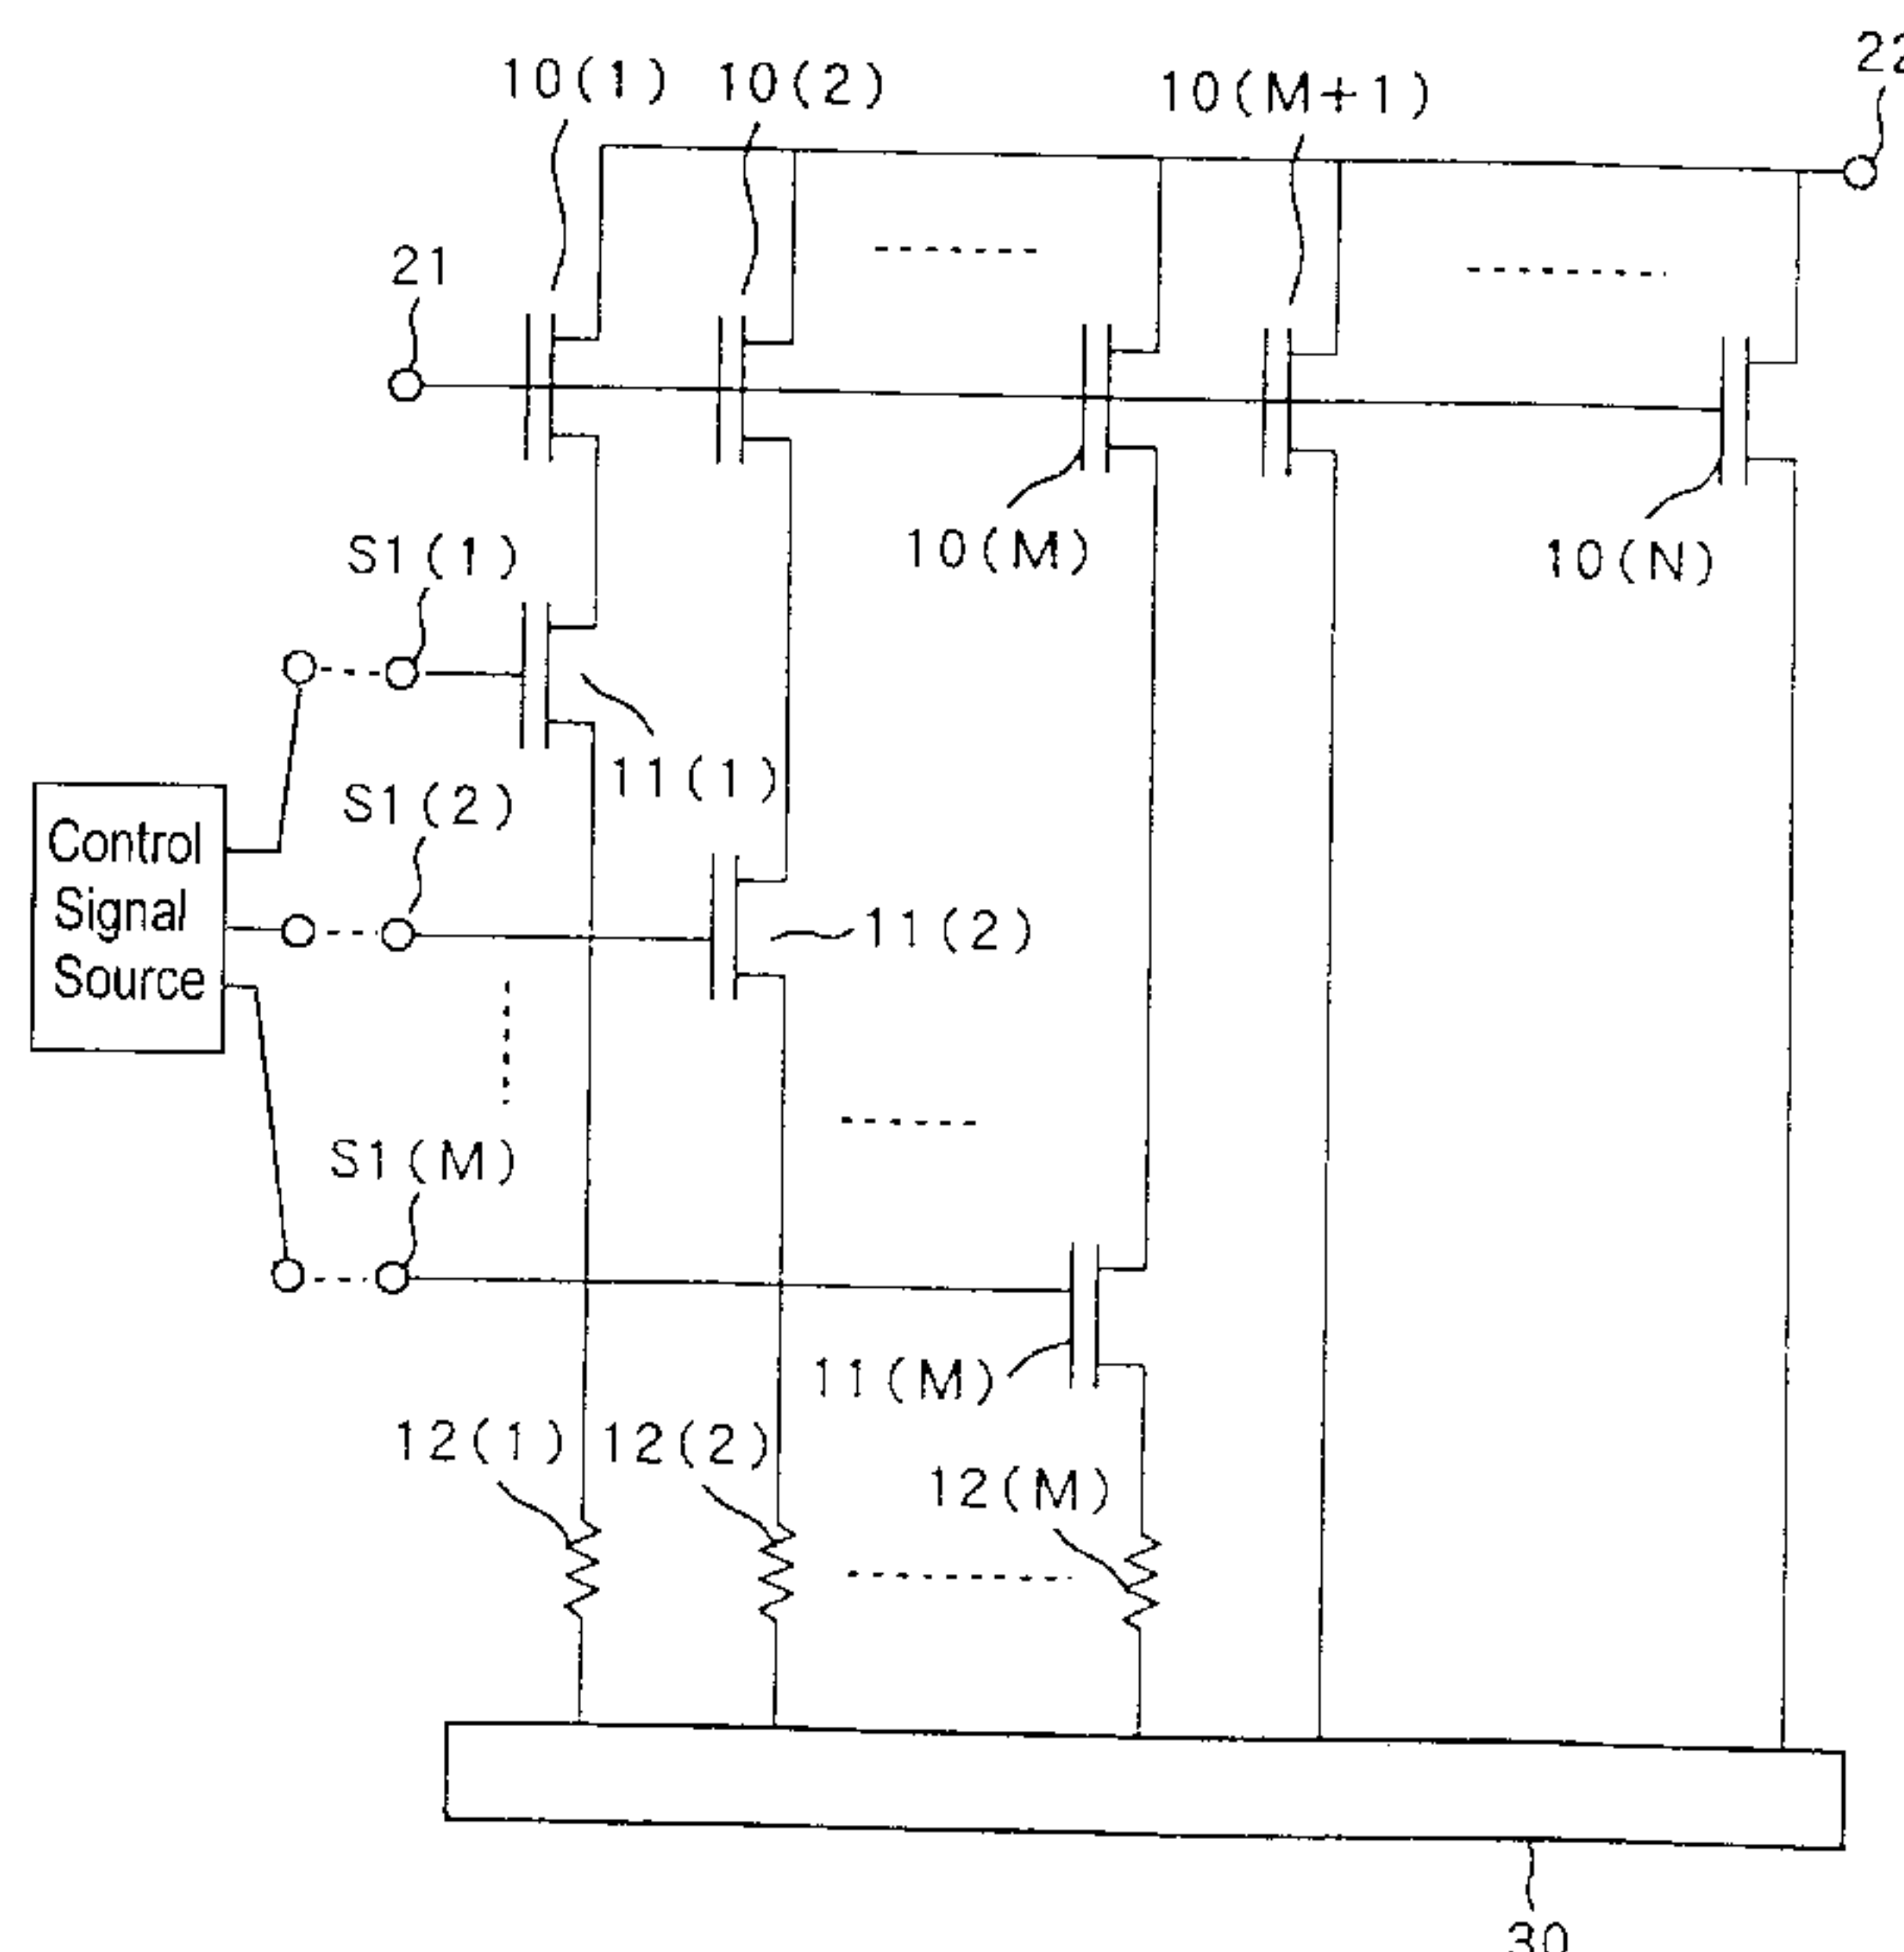 22
10(1) 10(2) 10(M+1)
21
10(M) 10(N)
S1(1)
11(1)
S1(2)
Control
Signal
Source
11(2)
S1(M)
11(M)
12(1) 12(2)
12(M)
30